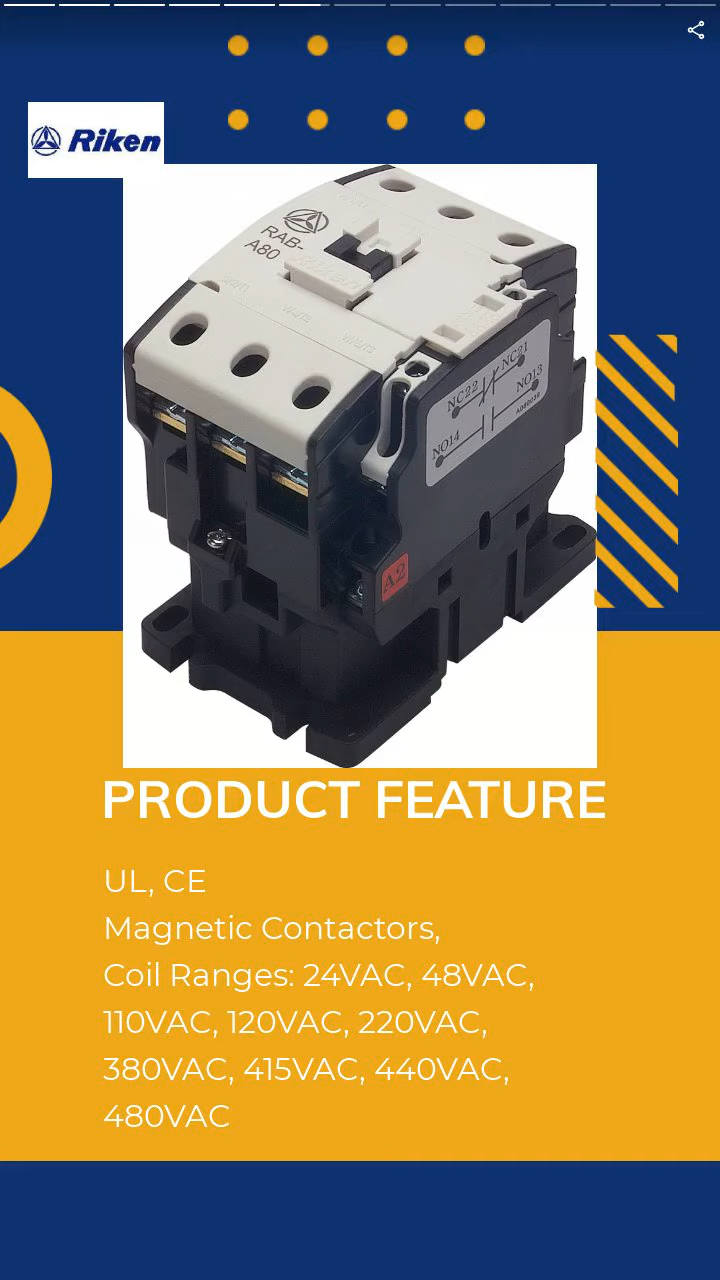 Riken
RAB-
A80
NC22
NC21
NO13
NO14
A2
PRODUCT FEATURE
UL, CE
Magnetic Contactors,
Coil Ranges: 24VAC, 48VAC,
110VAC, 120VAC, 220VAC,
380VAC, 415VAC, 440VAC,
480VAC